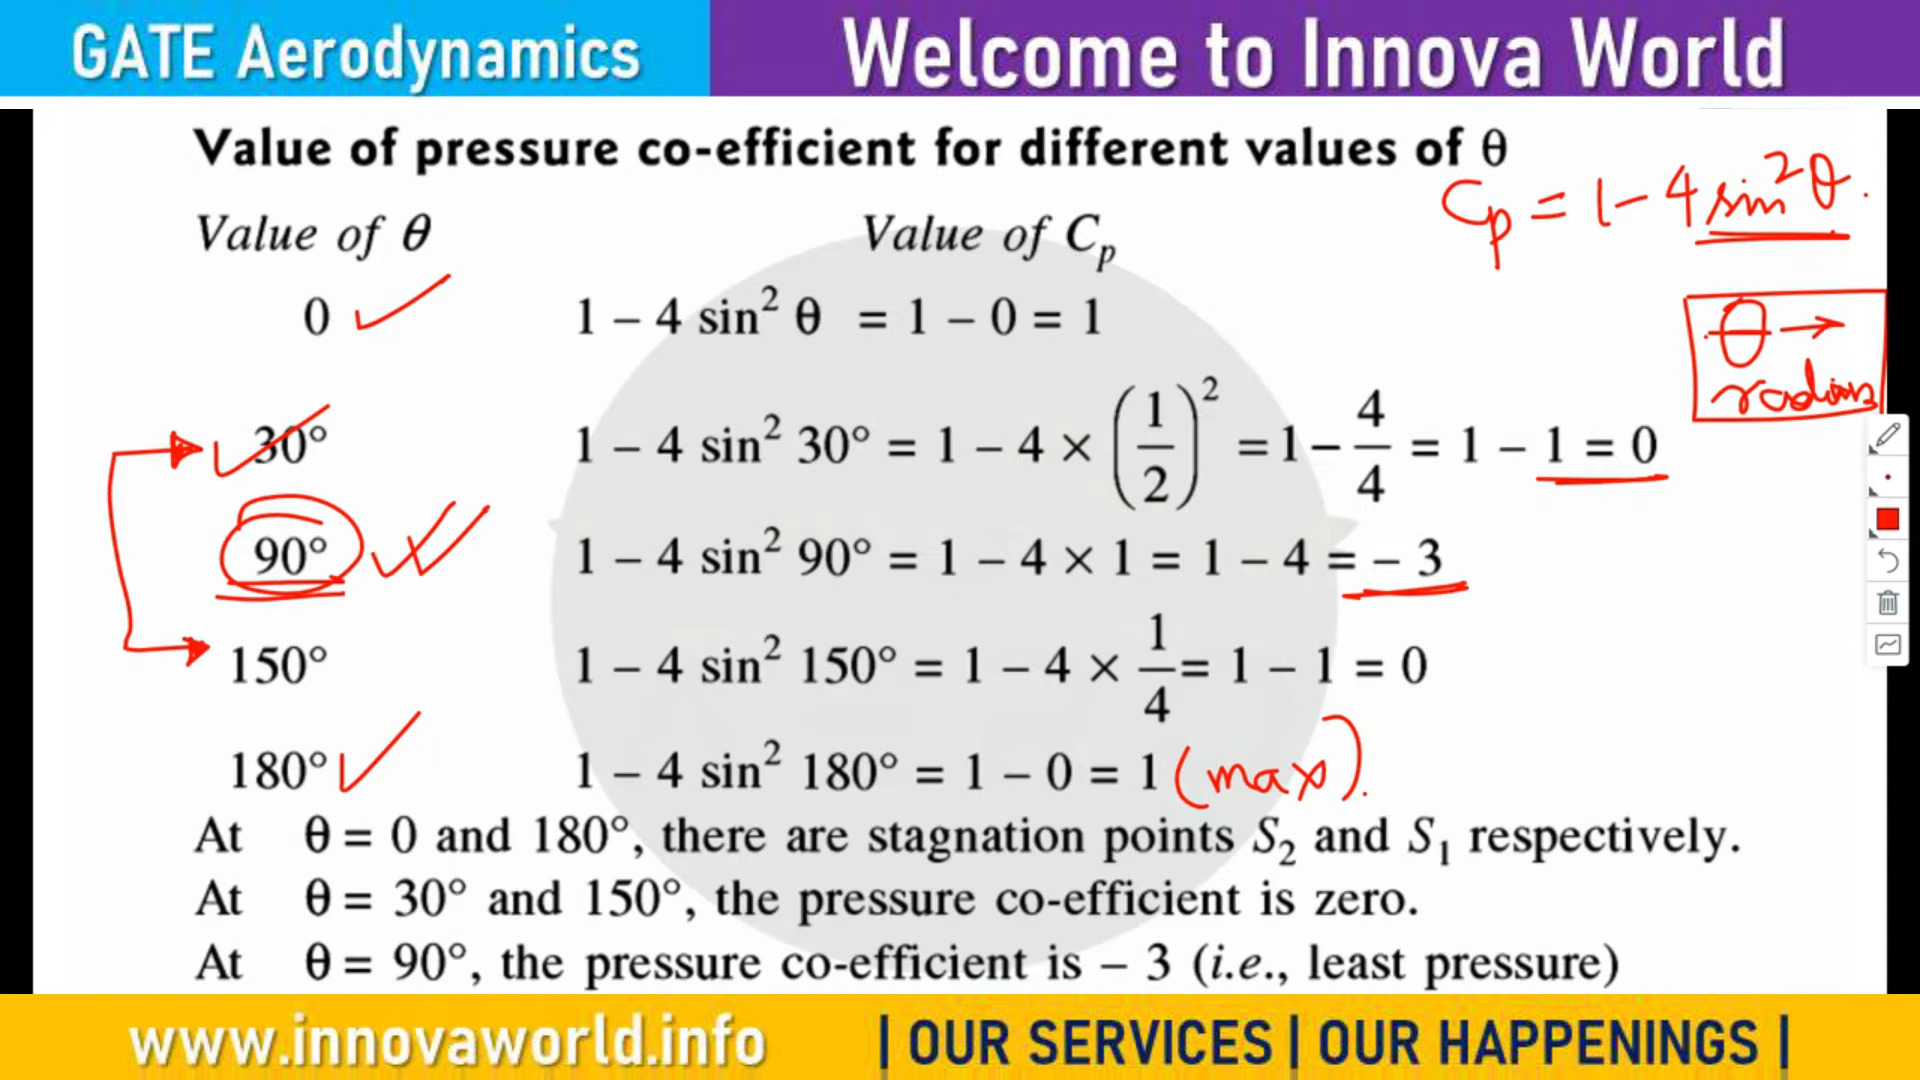 GATE Aerodynamics
Welcome to Innova World
Value of pressure co-efficient for different values of θ
Cp = 1 - 4 sin²θ.
Value of θ Value of Cp
0 1 – 4 sin² θ = 1 – 0 = 1
θ →
radians
30° 1 – 4 sin² 30° = 1 – 4 × (1/2)² = 1 – 4/4 = 1 – 1 = 0
90° 1 – 4 sin² 90° = 1 – 4 × 1 = 1 – 4 = – 3
150° 1 – 4 sin² 150° = 1 – 4 × 1/4 = 1 – 1 = 0
180° 1 – 4 sin² 180° = 1 – 0 = 1 (max).
At θ = 0 and 180°, there are stagnation points S₂ and S₁ respectively.
At θ = 30° and 150°, the pressure co-efficient is zero.
At θ = 90°, the pressure co-efficient is – 3 (i.e., least pressure)
www.innovaworld.info | OUR SERVICES | OUR HAPPENINGS |